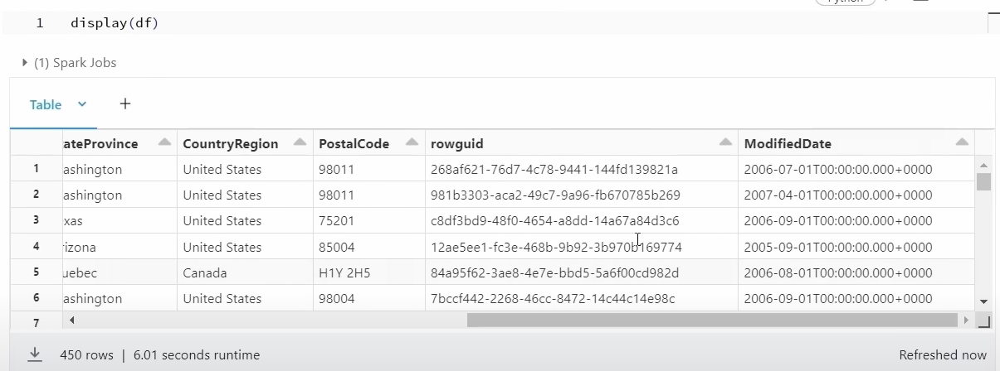 Python
1 display(df)
(1) Spark Jobs
Table +
ateProvince CountryRegion PostalCode rowguid ModifiedDate
1 ashington United States 98011 268af621-76d7-4c78-9441-144fd139821a 2006-07-01T00:00:00.000+0000
2 ashington United States 98011 981b3303-aca2-49c7-9a96-fb670785b269 2007-04-01T00:00:00.000+0000
3 xas United States 75201 c8df3bd9-48f0-4654-a8dd-14a67a84d3c6 2006-09-01T00:00:00.000+0000
4 rizona United States 85004 12ae5ee1-fc3e-468b-9b92-3b970b169774 2005-09-01T00:00:00.000+0000
5 uebec Canada H1Y 2H5 84a95f62-3ae8-4e7e-bbd5-5a6f00cd982d 2006-08-01T00:00:00.000+0000
6 ashington United States 98004 7bccf442-2268-46cc-8472-14c44c14e98c 2006-09-01T00:00:00.000+0000
7
450 rows | 6.01 seconds runtime Refreshed now